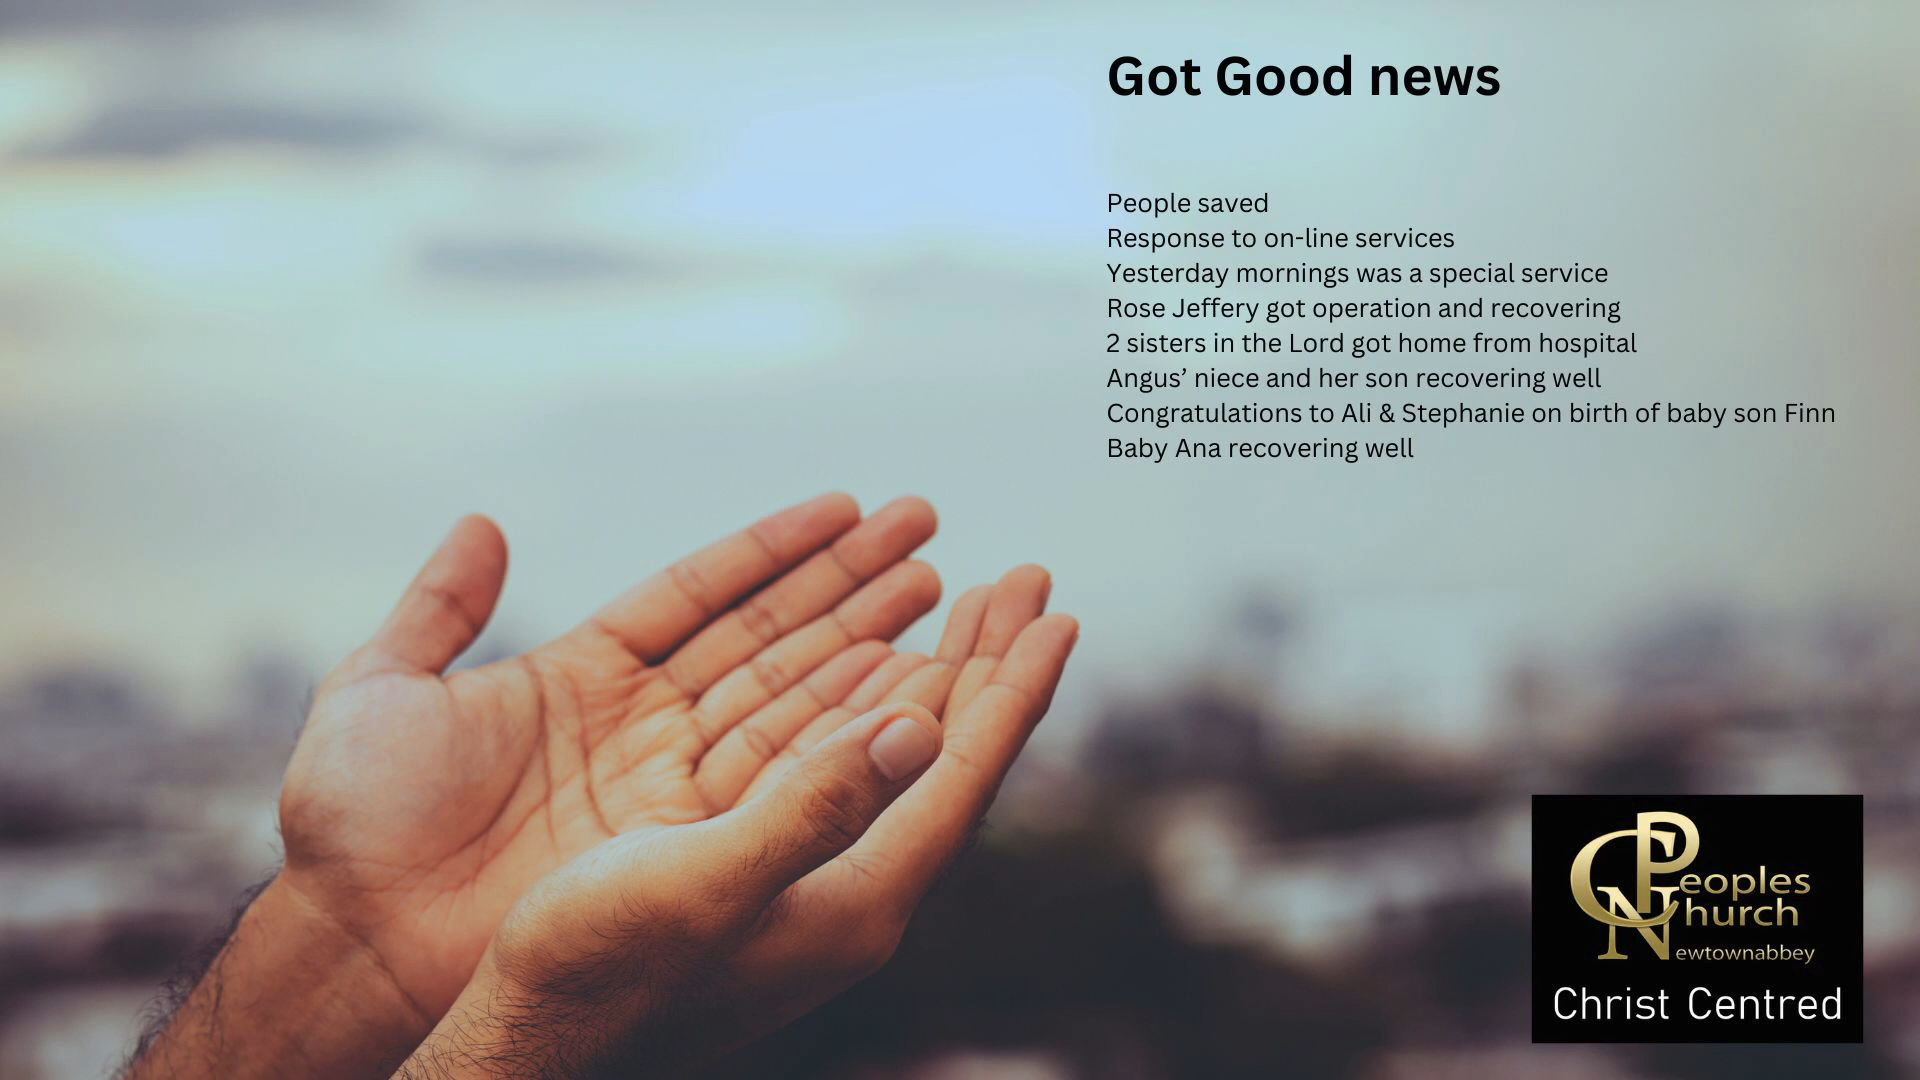 Got Good news
People saved
Response to on-line services
Yesterday mornings was a special service
Rose Jeffery got operation and recovering
2 sisters in the Lord got home from hospital
Angus’ niece and her son recovering well
Congratulations to Ali & Stephanie on birth of baby son Finn
Baby Ana recovering well
Peoples
Church
Newtownabbey
Christ Centred